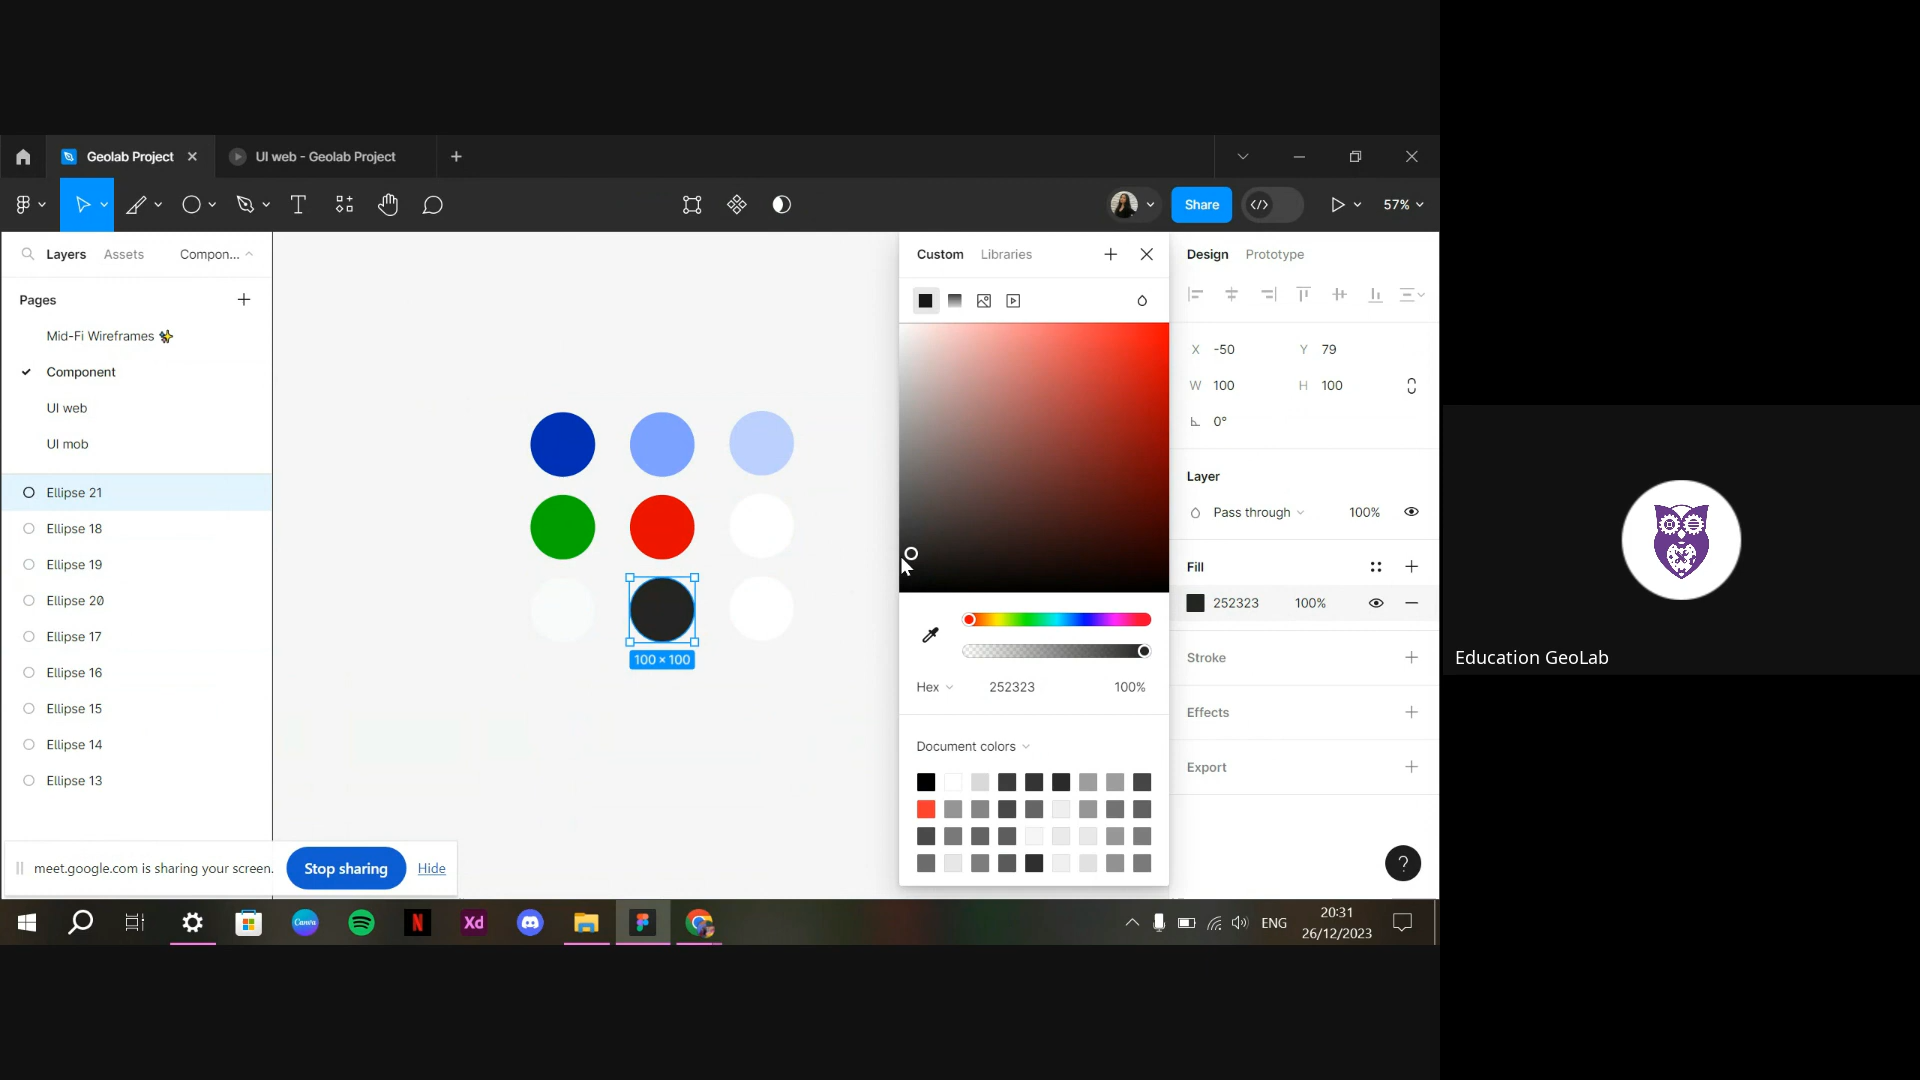 Geolab Project
UI web - Geolab Project
Share
57%
Layers
Assets
Compon...
Pages
Mid-Fi Wireframes ✨
Component
UI web
UI mob
Ellipse 21
Ellipse 18
Ellipse 19
Ellipse 20
Ellipse 17
Ellipse 16
Ellipse 15
Ellipse 14
Ellipse 13
100 × 100
Custom
Libraries
Hex
252323
100%
Document colors
Design
Prototype
X -50
Y 79
W 100
H 100
0°
Layer
Pass through
100%
Fill
252323
100%
Stroke
Effects
Export
?
meet.google.com is sharing your screen.
Stop sharing
Hide
Canva
N
Xd
ENG
20:31
26/12/2023
Education GeoLab